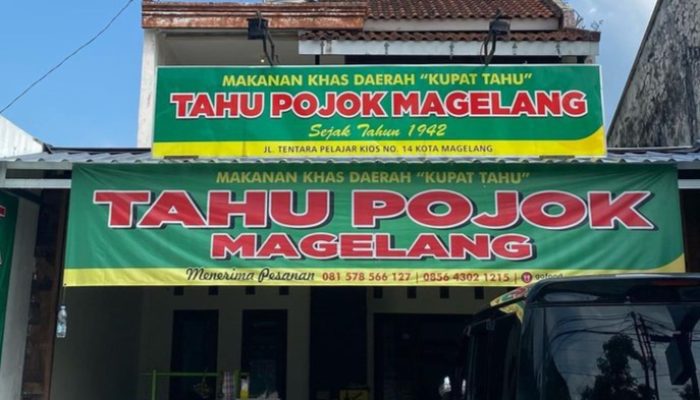 MAKANAN KHAS DAERAH "KUPAT TAHU"
TAHU POJOK MAGELANG
Sejak Tahun 1942
JL. TENTARA PELAJAR KIOS NO. 14 KOTA MAGELANG
MAKANAN KHAS DAERAH "KUPAT TAHU"
TAHU POJOK
MAGELANG
Menerima Pesanan 081 578 566 127 | 0856 4302 1215 | gofood